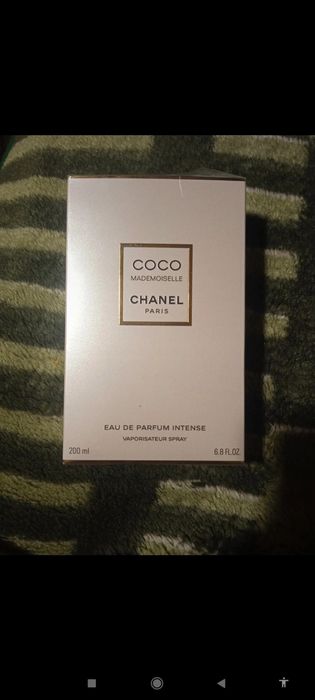 COCO
MADEMOISELLE
CHANEL
PARIS
EAU DE PARFUM INTENSE
VAPORISATEUR SPRAY
200 ml 6.8 FL.OZ